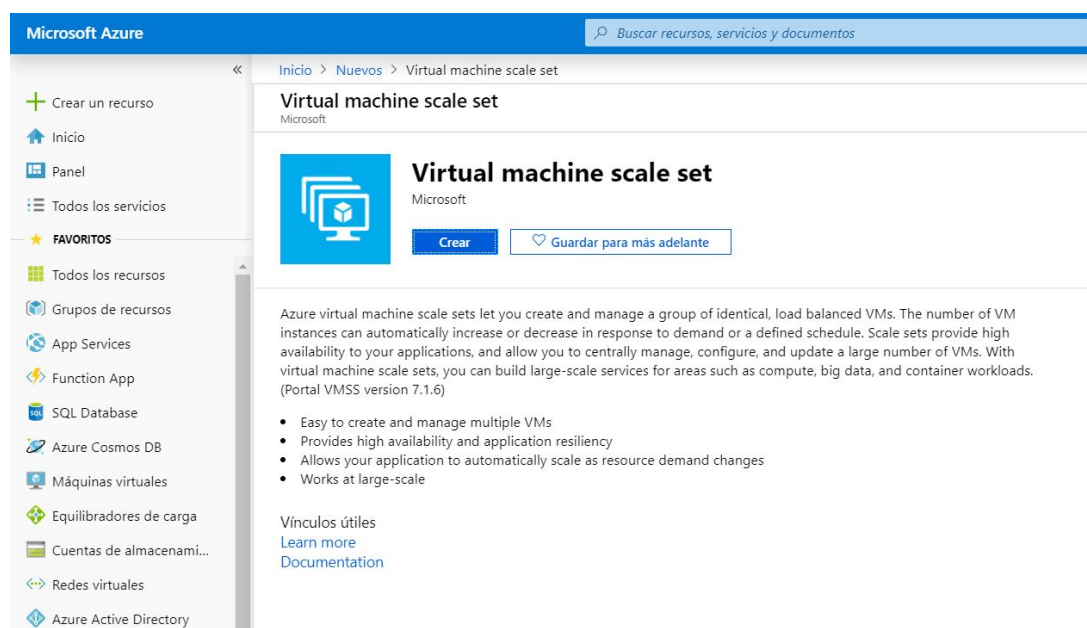 Microsoft Azure
Buscar recursos, servicios y documentos
«
Inicio > Nuevos > Virtual machine scale set
Crear un recurso
Inicio
Panel
Todos los servicios
FAVORITOS
Todos los recursos
Grupos de recursos
App Services
Function App
SQL
SQL Database
Azure Cosmos DB
Máquinas virtuales
Equilibradores de carga
Cuentas de almacenami...
Redes virtuales
Azure Active Directory
Virtual machine scale set
Microsoft
Virtual machine scale set
Microsoft
Crear
Guardar para más adelante
Azure virtual machine scale sets let you create and manage a group of identical, load balanced VMs. The number of VM
instances can automatically increase or decrease in response to demand or a defined schedule. Scale sets provide high
availability to your applications, and allow you to centrally manage, configure, and update a large number of VMs. With
virtual machine scale sets, you can build large-scale services for areas such as compute, big data, and container workloads.
(Portal VMSS version 7.1.6)
• Easy to create and manage multiple VMs
• Provides high availability and application resiliency
• Allows your application to automatically scale as resource demand changes
• Works at large-scale
Vínculos útiles
Learn more
Documentation